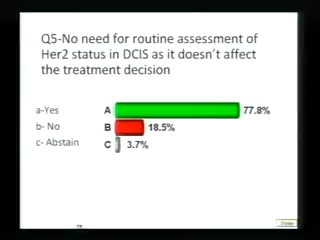 Q5-No need for routine assessment of
Her2 status in DCIS as it doesn't affect
the treatment decision
a-Yes A 77.8%
b- No B 18.5%
c- Abstain C 3.7%